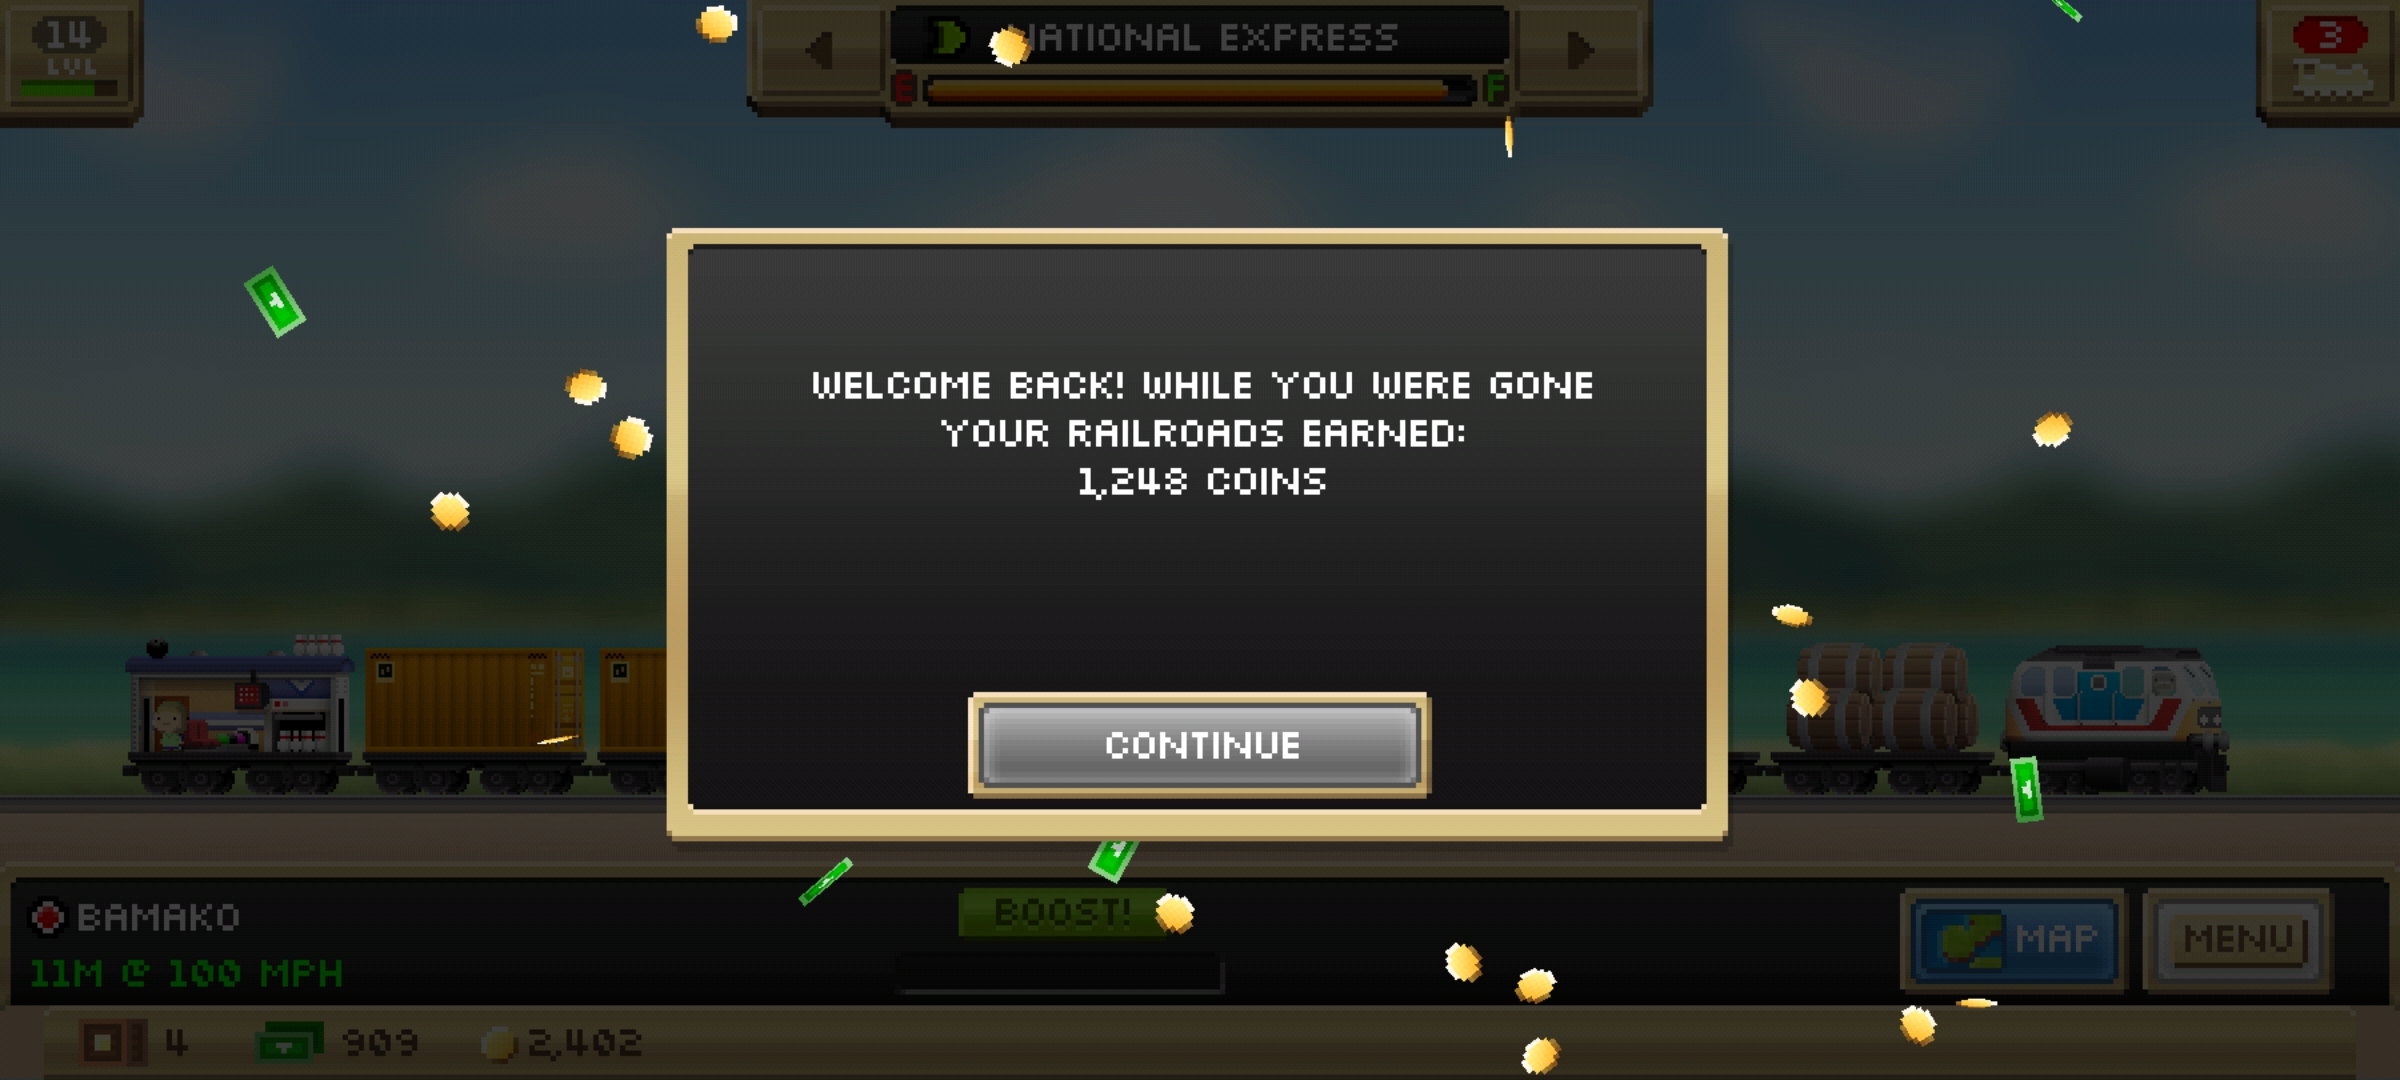 14
LVL
NATIONAL EXPRESS
E F
3
WELCOME BACK! WHILE YOU WERE GONE
YOUR RAILROADS EARNED:
1,248 COINS
CONTINUE
BAMAKO
11M @ 100 MPH
BOOST!
MAP
MENU
4 909 2,402